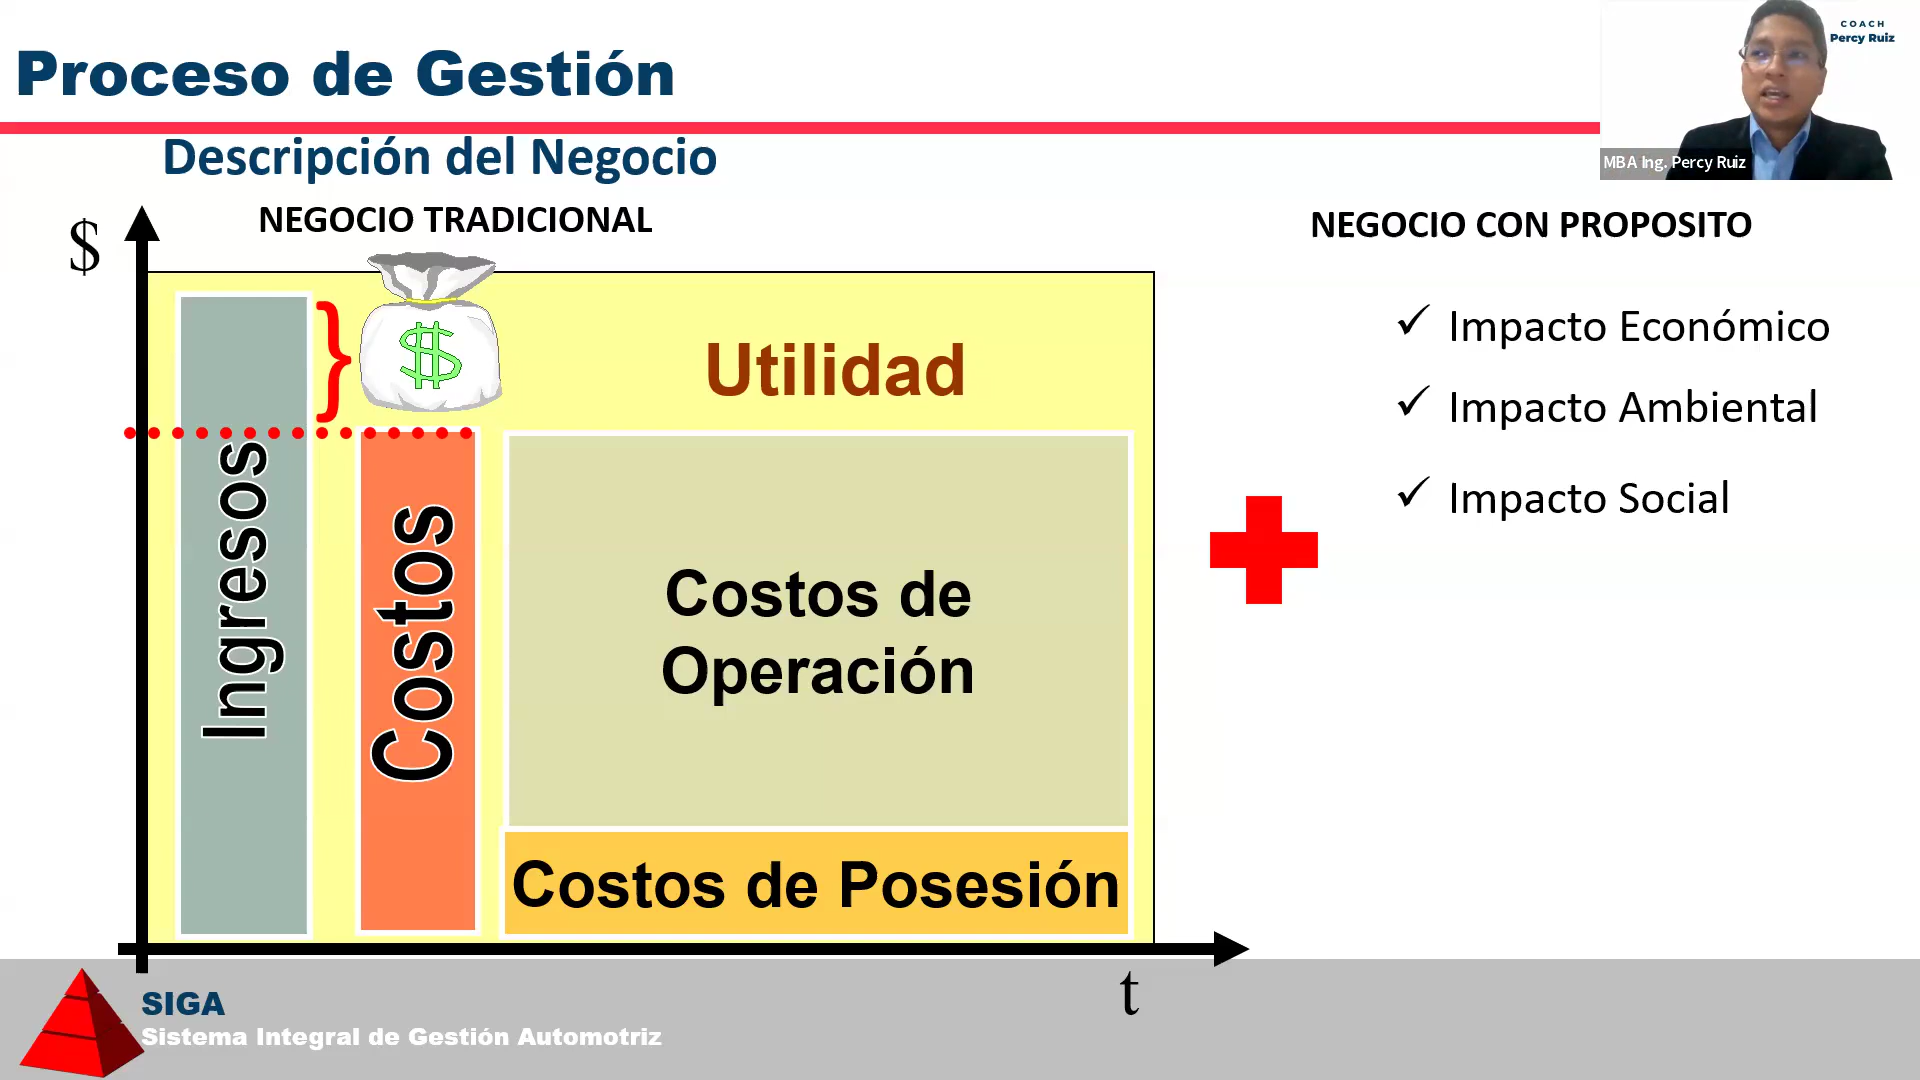 Proceso de Gestión
COACH
Percy Ruiz
MBA Ing. Percy Ruiz
Descripción del Negocio
NEGOCIO TRADICIONAL
NEGOCIO CON PROPOSITO
$
$
Utilidad
Ingresos
Costos
Costos de
Operación
Costos de Posesión
✓ Impacto Económico
✓ Impacto Ambiental
✓ Impacto Social
t
SIGA
Sistema Integral de Gestión Automotriz